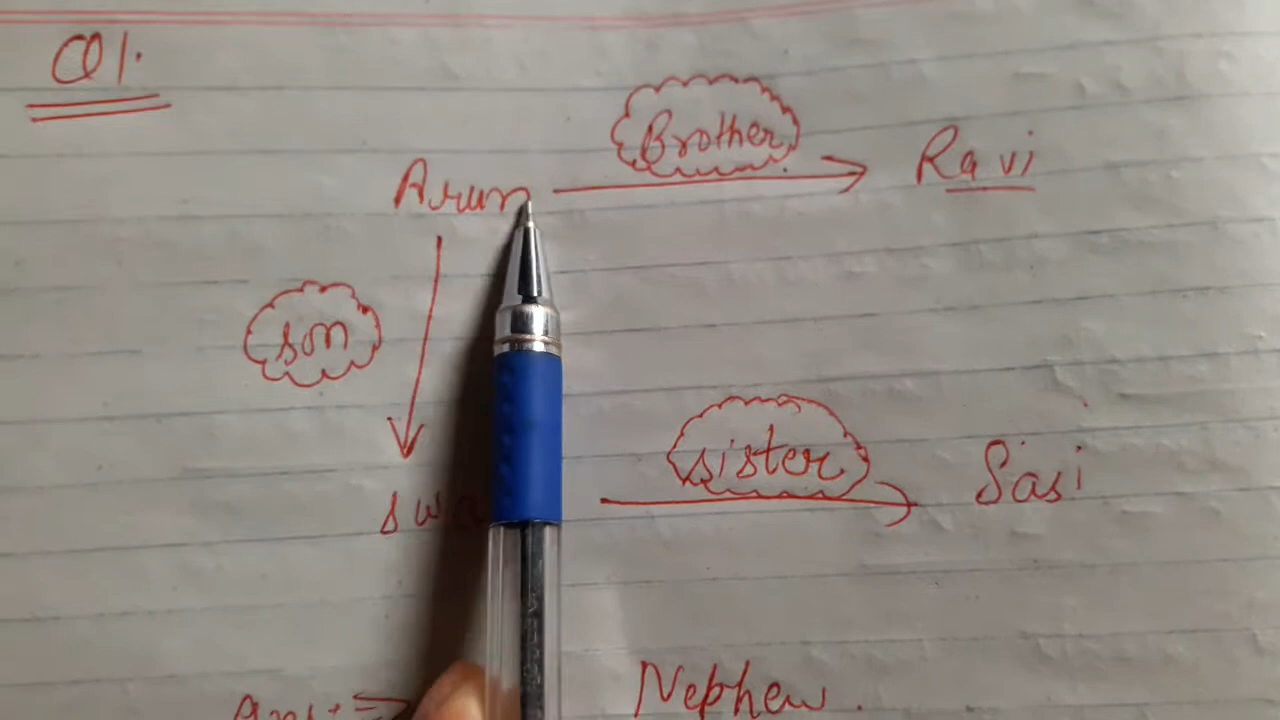 Q1.
Brother
Arun Ravi
son
sister
Sasi
Nephew.